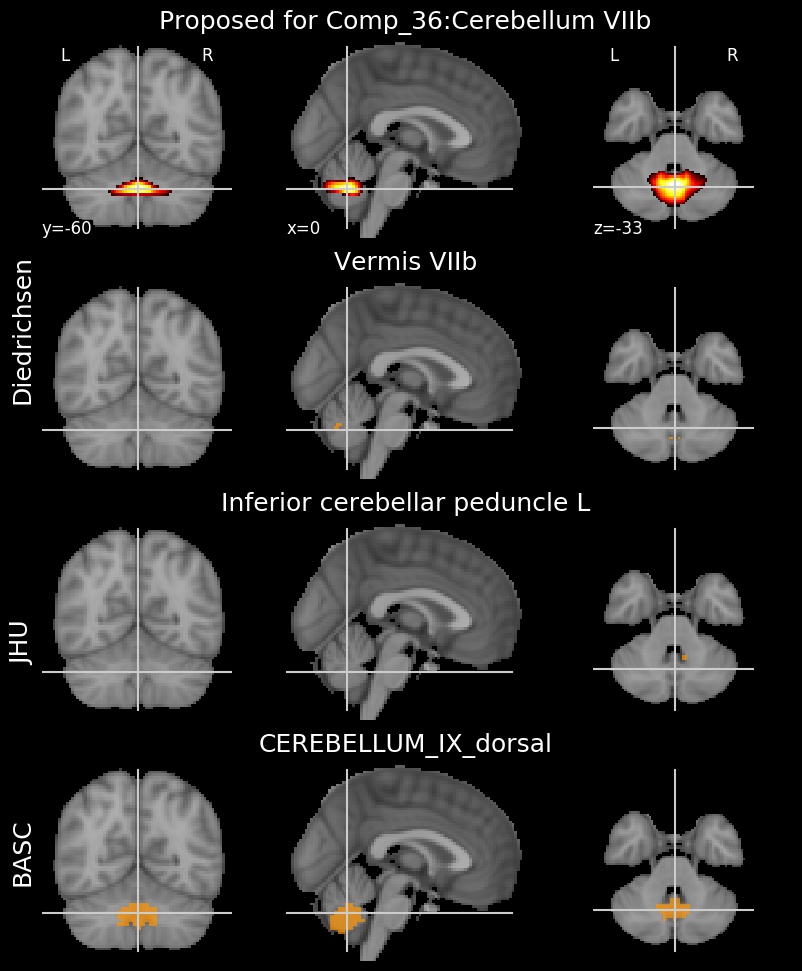 Proposed for Comp_36:Cerebellum VIIb
L R L R
y=-60 x=0 z=-33
Vermis VIIb
Diedrichsen
Inferior cerebellar peduncle L
JHU
CEREBELLUM_IX_dorsal
BASC